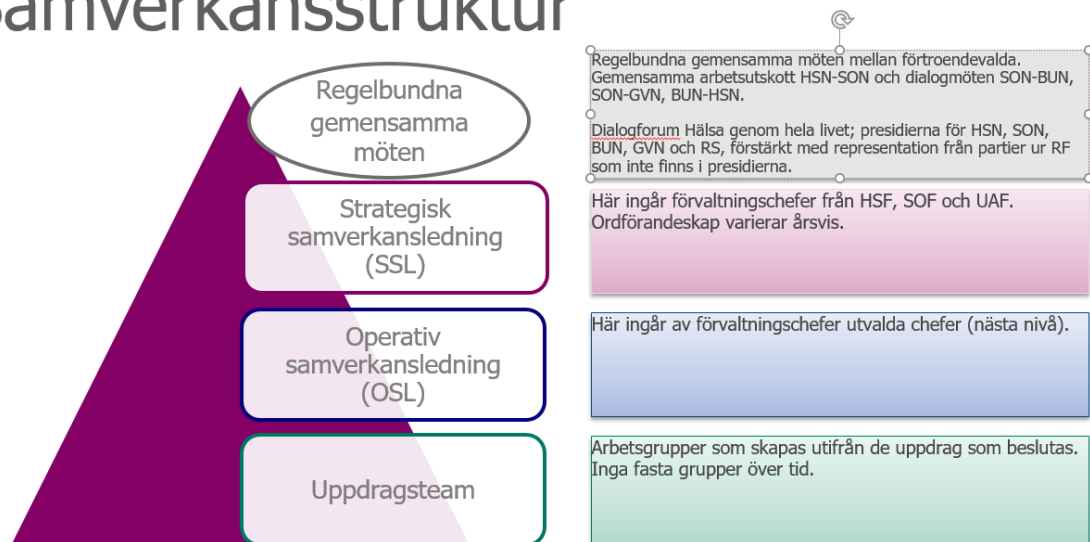 samverkansstruktur
Regelbundna
gemensamma
möten
Regelbundna gemensamma möten mellan förtroendevalda.
Gemensamma arbetsutskott HSN-SON och dialogmöten SON-BUN,
SON-GVN, BUN-HSN.
Dialogforum Hälsa genom hela livet; presidierna för HSN, SON,
BUN, GVN och RS, förstärkt med representation från partier ur RF
som inte finns i presidierna.
Strategisk
samverkansledning
(SSL)
Här ingår förvaltningschefer från HSF, SOF och UAF.
Ordförandeskap varierar årsvis.
Operativ
samverkansledning
(OSL)
Här ingår av förvaltningschefer utvalda chefer (nästa nivå).
Uppdragsteam
Arbetsgrupper som skapas utifrån de uppdrag som beslutas.
Inga fasta grupper över tid.